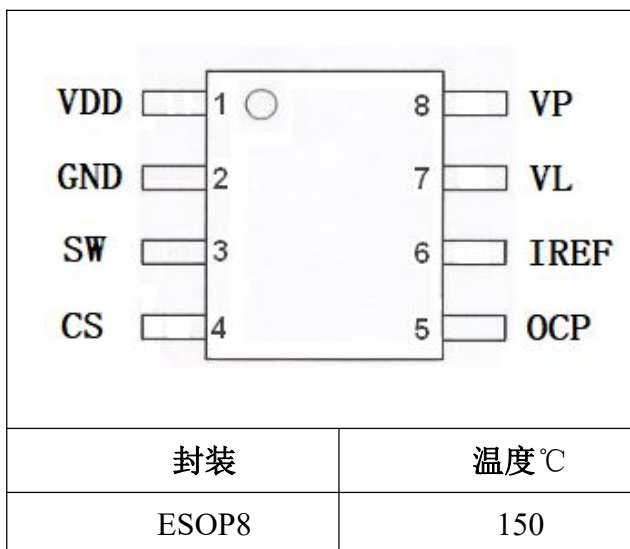 VDD 1 8 VP
GND 2 7 VL
SW 3 6 IREF
CS 4 5 OCP
封装 温度℃
ESOP8 150